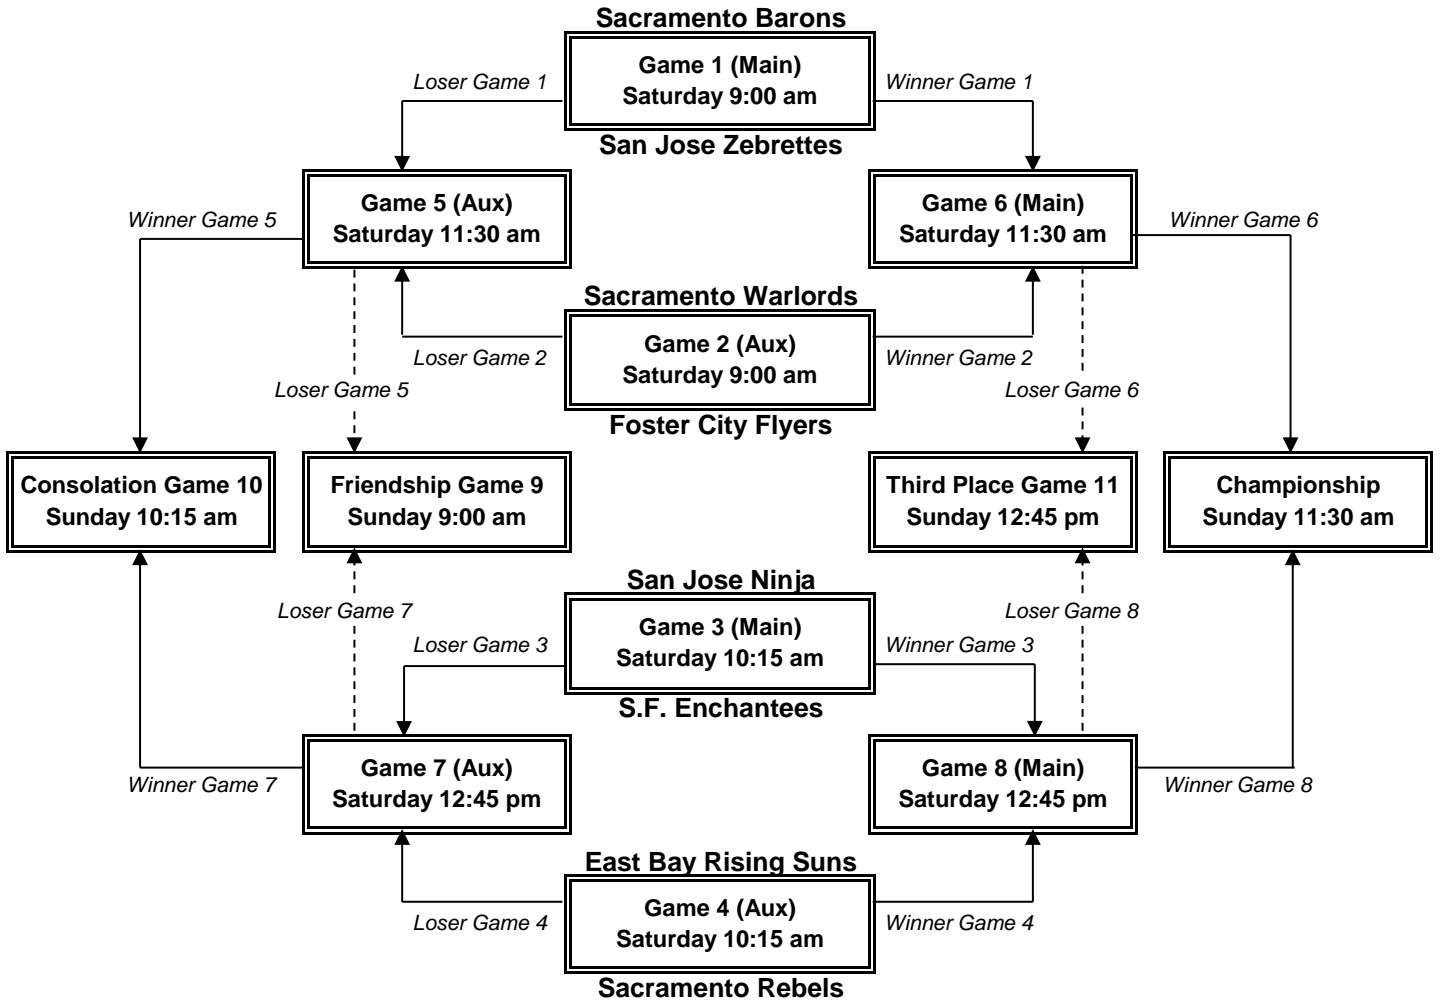 Sacramento Barons
Game 1 (Main)
Saturday 9:00 am
Loser Game 1
Winner Game 1
San Jose Zebrettes
Game 5 (Aux)
Saturday 11:30 am
Game 6 (Main)
Saturday 11:30 am
Winner Game 5
Winner Game 6
Sacramento Warlords
Game 2 (Aux)
Saturday 9:00 am
Loser Game 2
Winner Game 2
Loser Game 5
Loser Game 6
Foster City Flyers
Consolation Game 10
Sunday 10:15 am
Friendship Game 9
Sunday 9:00 am
Third Place Game 11
Sunday 12:45 pm
Championship
Sunday 11:30 am
San Jose Ninja
Loser Game 7
Loser Game 8
Game 3 (Main)
Saturday 10:15 am
Loser Game 3
Winner Game 3
S.F. Enchantees
Game 7 (Aux)
Saturday 12:45 pm
Game 8 (Main)
Saturday 12:45 pm
Winner Game 7
Winner Game 8
East Bay Rising Suns
Game 4 (Aux)
Saturday 10:15 am
Loser Game 4
Winner Game 4
Sacramento Rebels